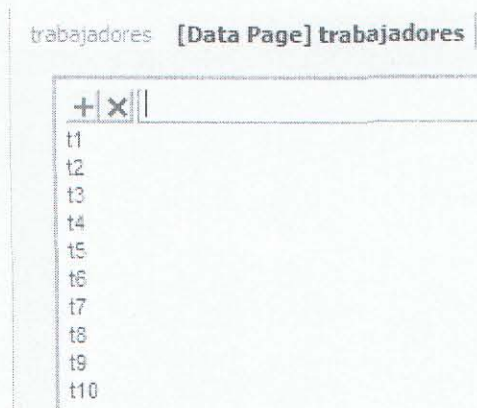 trabajadores [Data Page] trabajadores
t1
t2
t3
t4
t5
t6
t7
t8
t9
t10